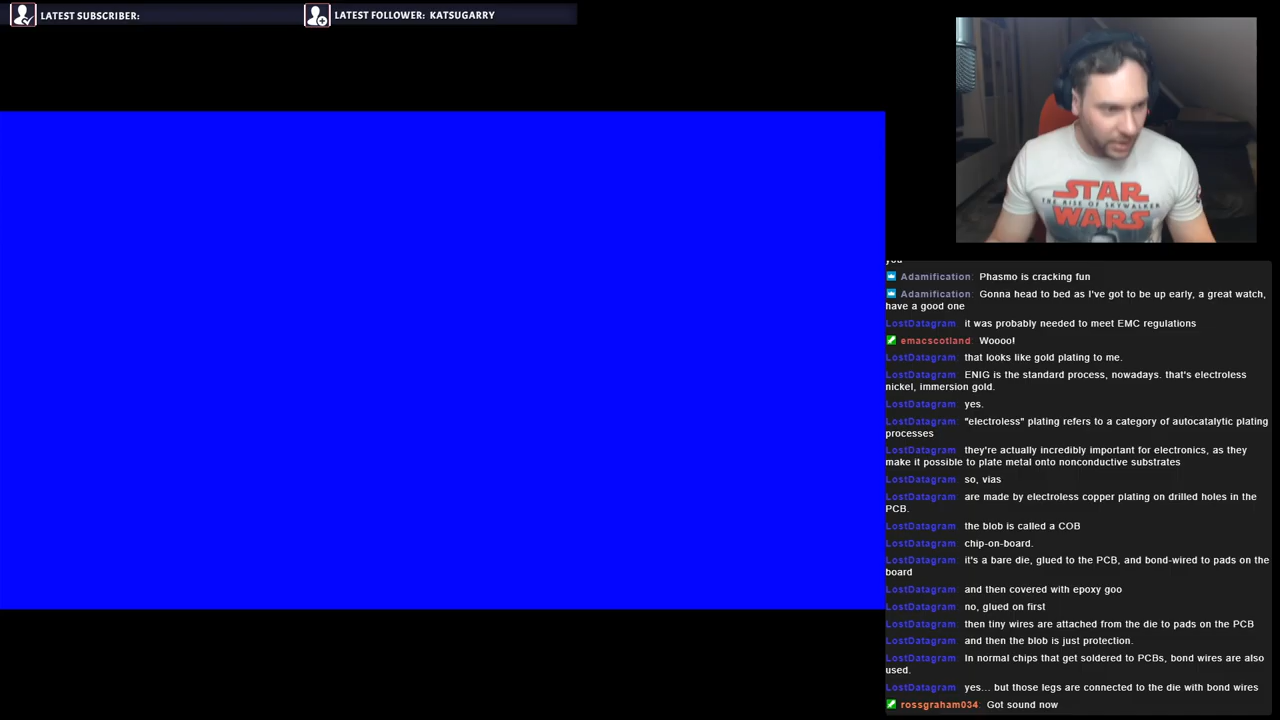 LATEST SUBSCRIBER:
LATEST FOLLOWER: KATSUGARRY
STAR
THE RISE OF SKYWALKER
WARS
you
Adamification: Phasmo is cracking fun
Adamification: Gonna head to bed as I've got to be up early, a great watch,
have a good one
LostDatagram: it was probably needed to meet EMC regulations
emacscotland: Woooo!
LostDatagram: that looks like gold plating to me.
LostDatagram: ENIG is the standard process, nowadays. that's electroless
nickel, immersion gold.
LostDatagram: yes.
LostDatagram: "electroless" plating refers to a category of autocatalytic plating
processes
LostDatagram: they're actually incredibly important for electronics, as they
make it possible to plate metal onto nonconductive substrates
LostDatagram: so, vias
LostDatagram: are made by electroless copper plating on drilled holes in the
PCB.
LostDatagram: the blob is called a COB
LostDatagram: chip-on-board.
LostDatagram: it's a bare die, glued to the PCB, and bond-wired to pads on the
board
LostDatagram: and then covered with epoxy goo
LostDatagram: no, glued on first
LostDatagram: then tiny wires are attached from the die to pads on the PCB
LostDatagram: and then the blob is just protection.
LostDatagram: In normal chips that get soldered to PCBs, bond wires are also
used.
LostDatagram: yes... but those legs are connected to the die with bond wires
rossgraham034: Got sound now